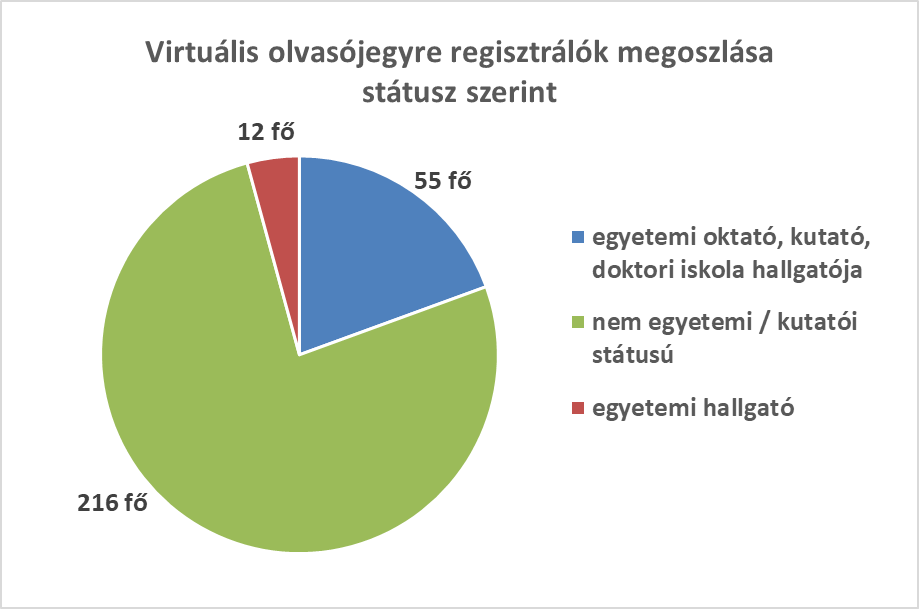 Virtuális olvasójegyre regisztrálók megoszlása
státusz szerint
12 fő
55 fő
216 fő
egyetemi oktató, kutató,
doktori iskola hallgatója
nem egyetemi / kutatói
státusú
egyetemi hallgató